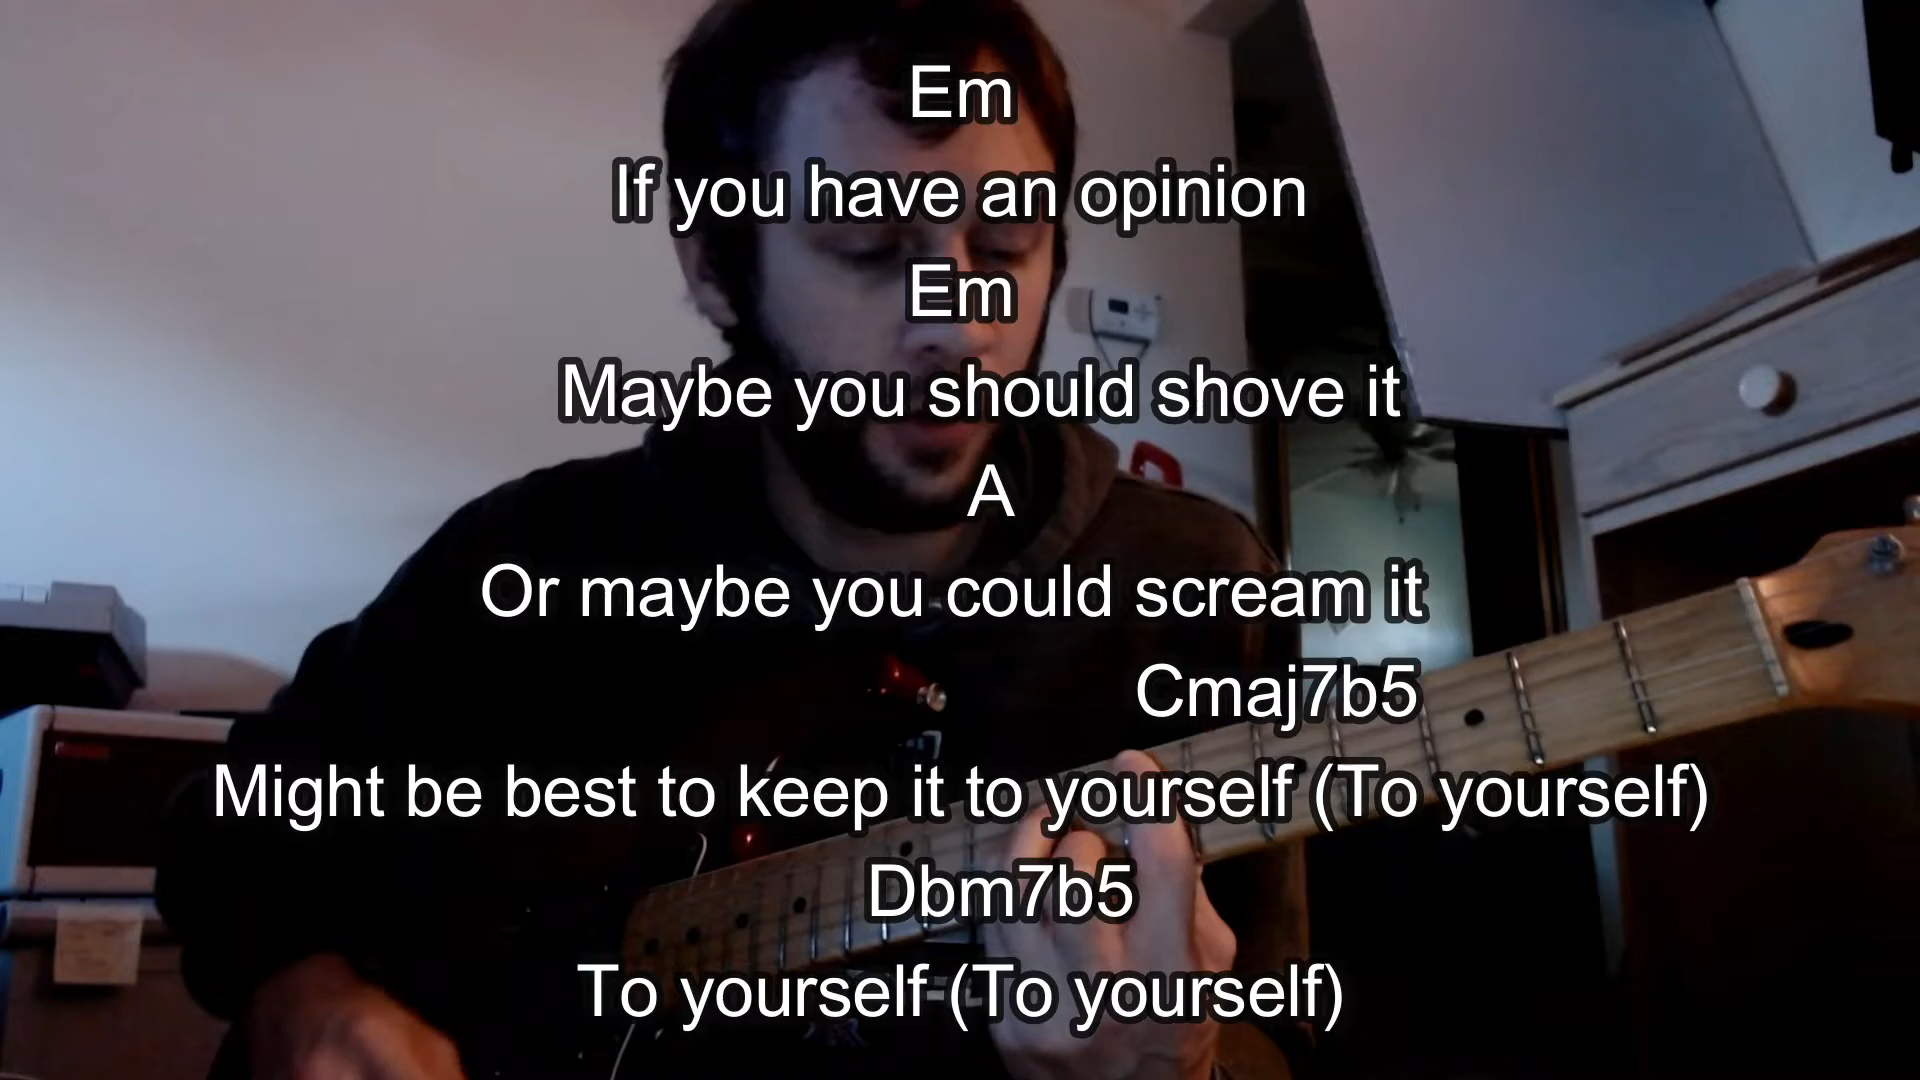 Em
If you have an opinion
Em
Maybe you should shove it
A
Or maybe you could scream it
Cmaj7b5
Might be best to keep it to yourself (To yourself)
Dbm7b5
To yourself (To yourself)